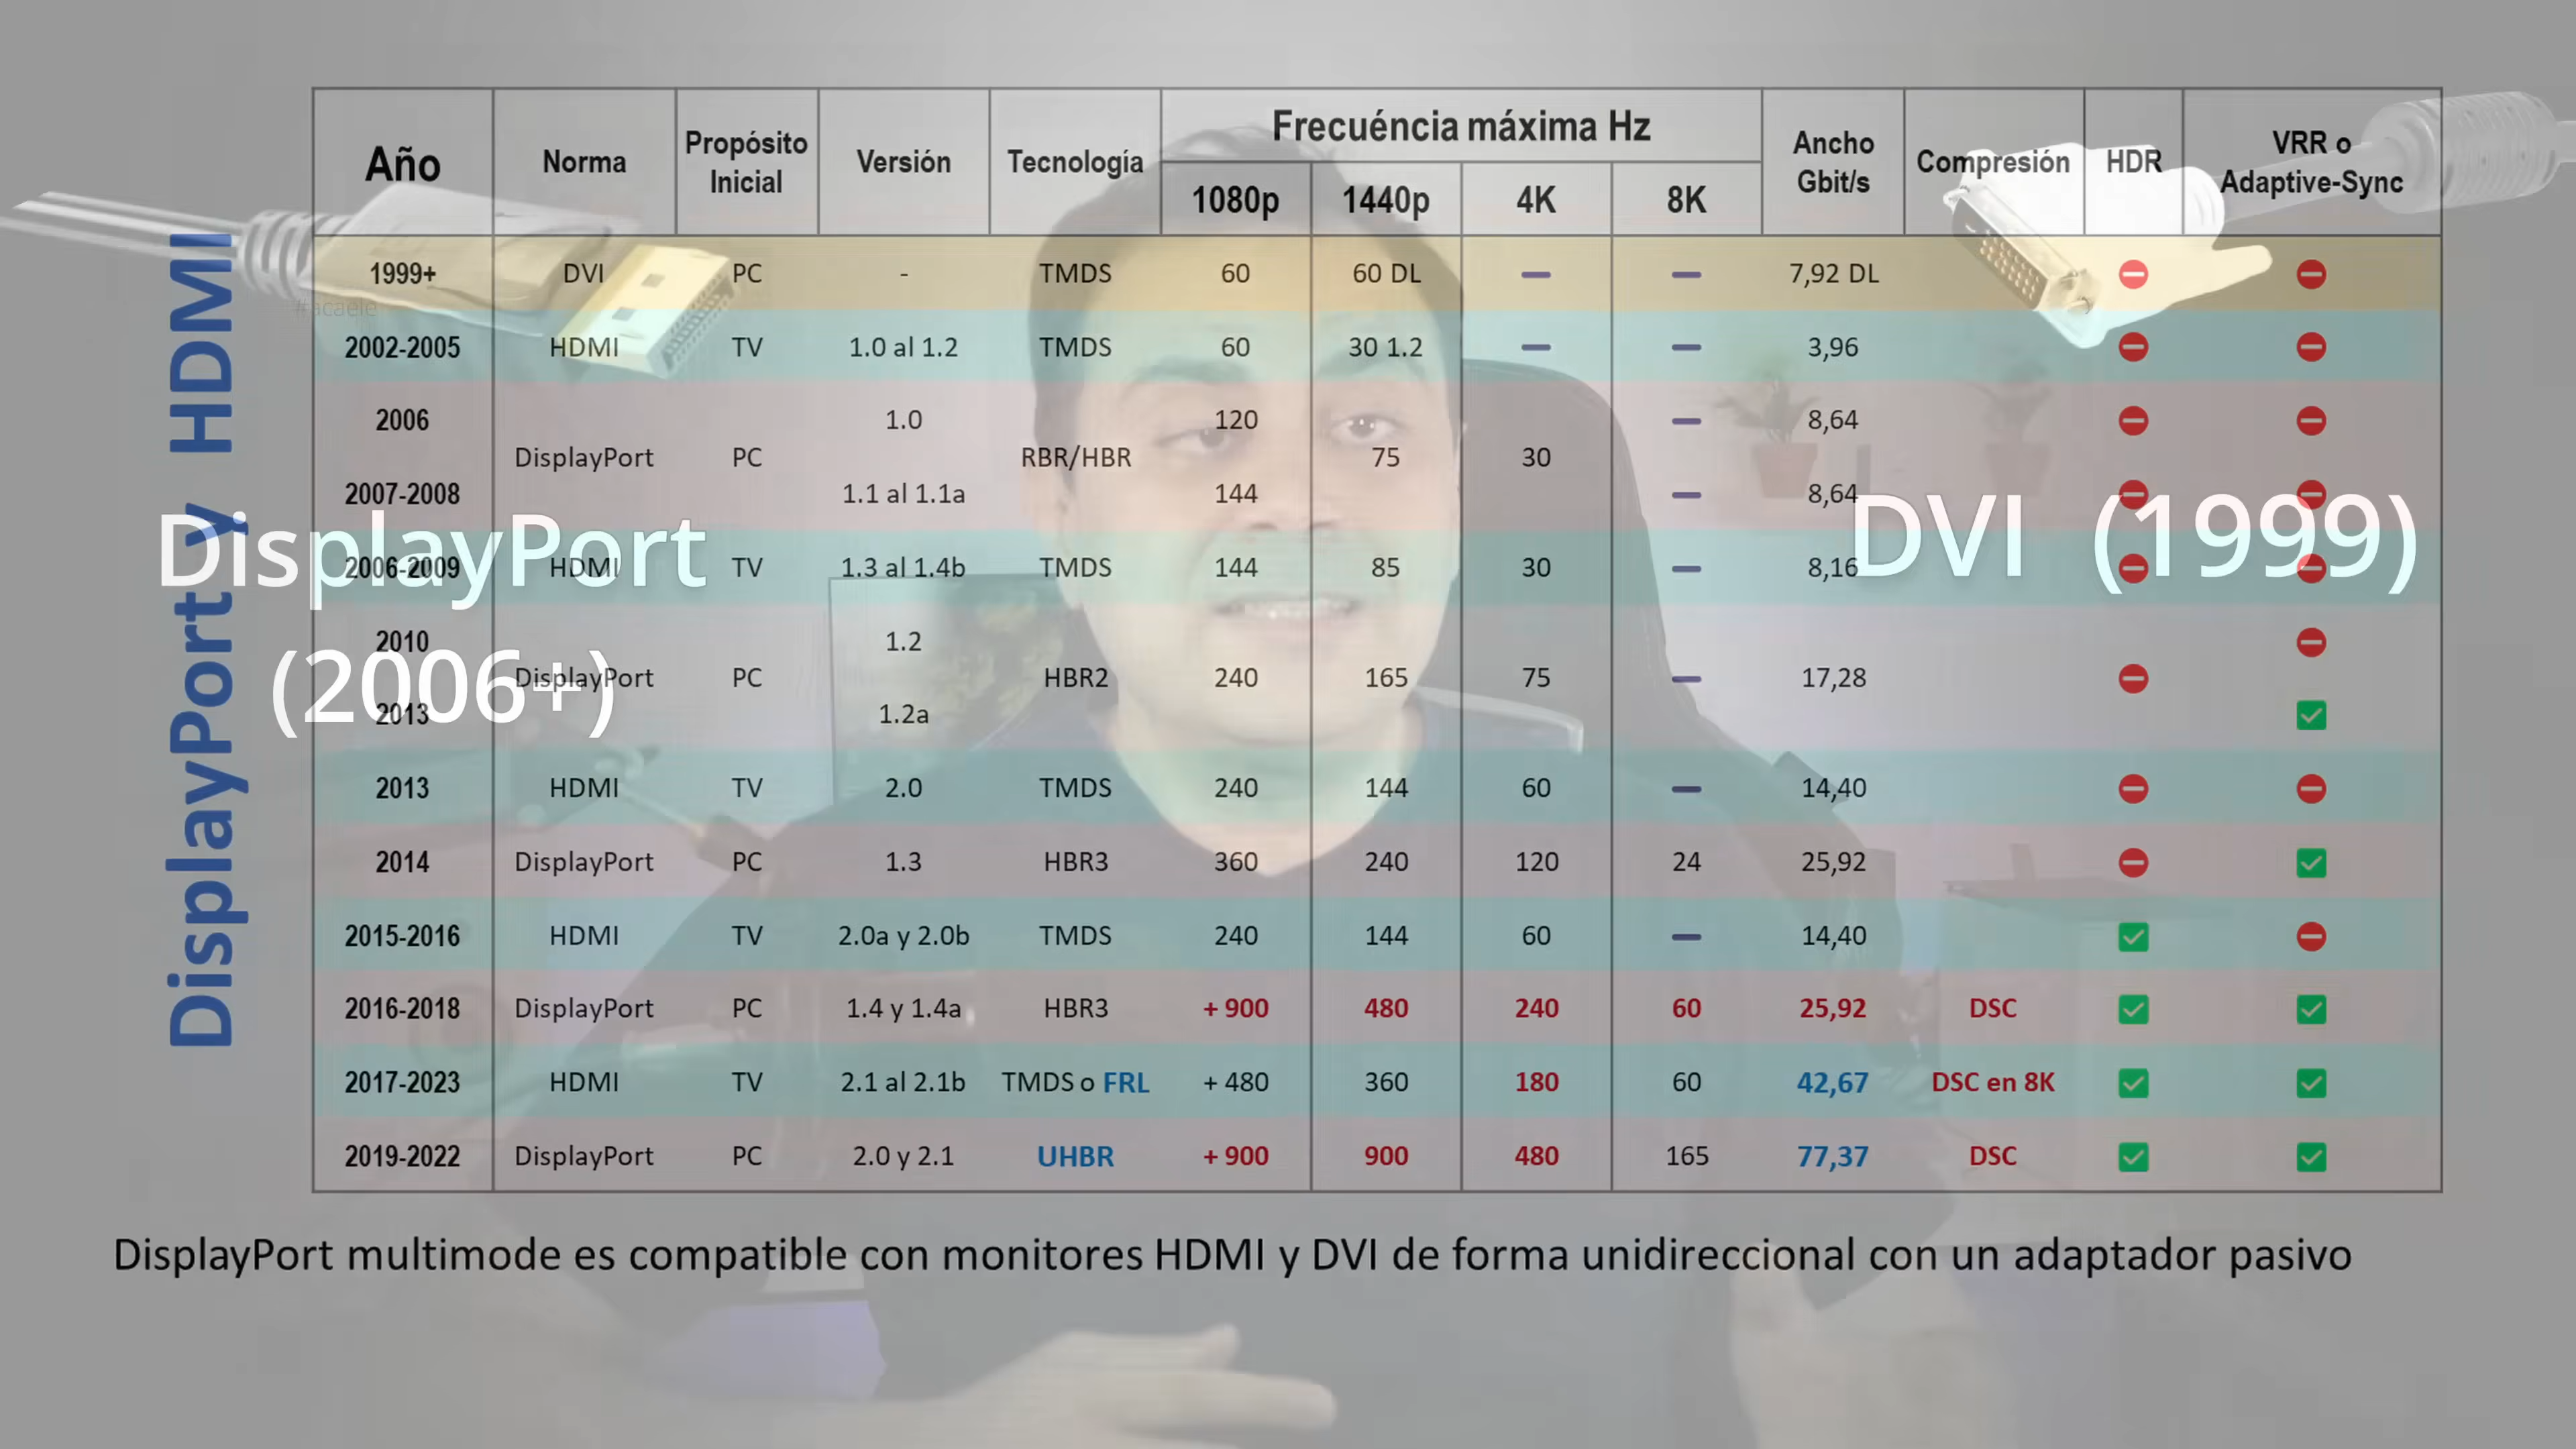 DisplayPort y HDMI
Frecuéncia máxima Hz
Año Norma Propósito Inicial Versión Tecnología 1080p 1440p 4K 8K Ancho Gbit/s Compresión HDR VRR o Adaptive-Sync
1999+ DVI PC - TMDS 60 60 DL — — 7,92 DL
#acaele
2002-2005 HDMI TV 1.0 al 1.2 TMDS 60 30 1.2 — — 3,96
2006 1.0 120 — 8,64
DisplayPort PC RBR/HBR 75 30
2007-2008 1.1 al 1.1a 144 — 8,64
2006-2009 HDMI TV 1.3 al 1.4b TMDS 144 85 30 — 8,16
2010 1.2
DisplayPort PC HBR2 240 165 75 — 17,28
2013 1.2a
2013 HDMI TV 2.0 TMDS 240 144 60 — 14,40
2014 DisplayPort PC 1.3 HBR3 360 240 120 24 25,92
2015-2016 HDMI TV 2.0a y 2.0b TMDS 240 144 60 — 14,40
2016-2018 DisplayPort PC 1.4 y 1.4a HBR3 + 900 480 240 60 25,92 DSC
2017-2023 HDMI TV 2.1 al 2.1b TMDS o FRL + 480 360 180 60 42,67 DSC en 8K
2019-2022 DisplayPort PC 2.0 y 2.1 UHBR + 900 900 480 165 77,37 DSC
DisplayPort
(2006+)
DVI (1999)
DisplayPort multimode es compatible con monitores HDMI y DVI de forma unidireccional con un adaptador pasivo